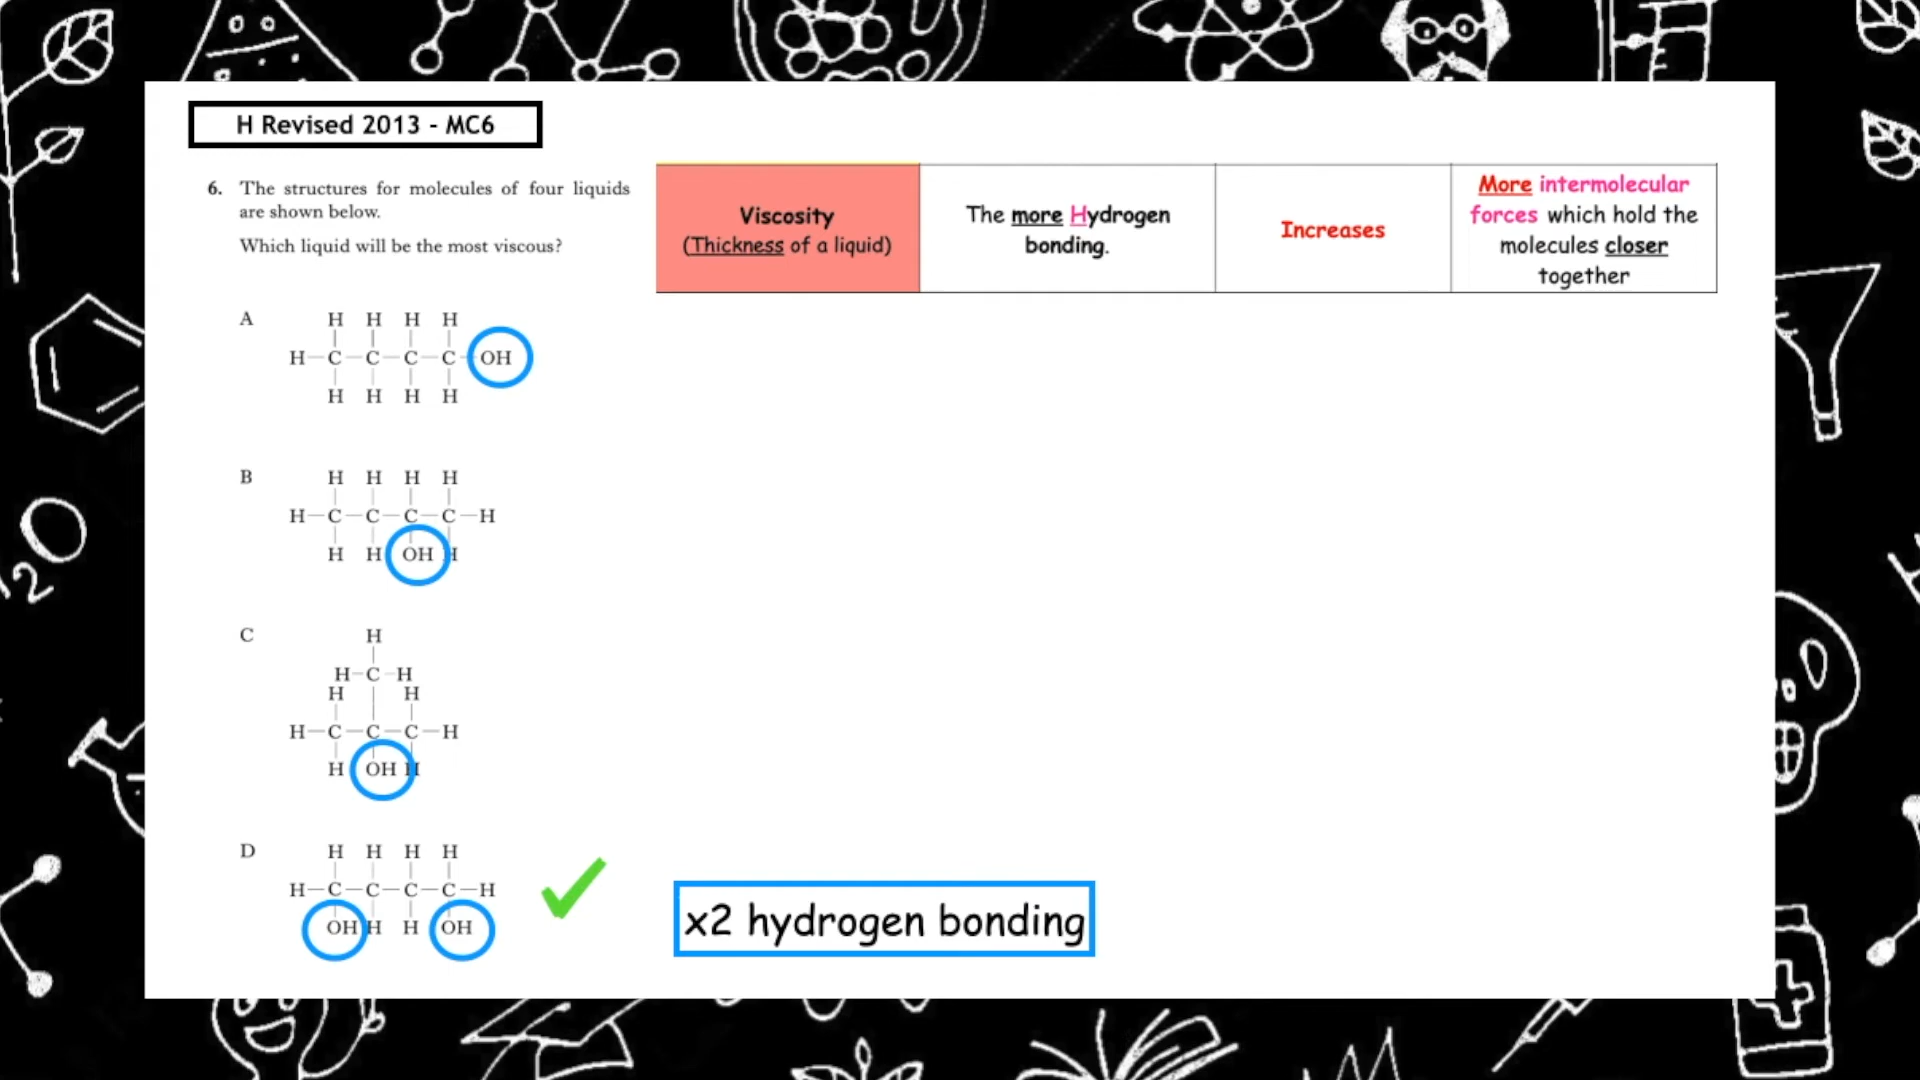 H Revised 2013 - MC6
6. The structures for molecules of four liquids
are shown below.
Which liquid will be the most viscous?
Viscosity
(Thickness of a liquid)
The more Hydrogen
bonding.
Increases
More intermolecular
forces which hold the
molecules closer
together
A
H H H H
H-C-C-C-C-OH
H H H H
B
H H H H
H-C-C-C-C-H
H H OH H
C
H
H-C-H
H H
H-C-C-C-H
H OH H
D
H H H H
H-C-C-C-C-H
OH H H OH
x2 hydrogen bonding
2O